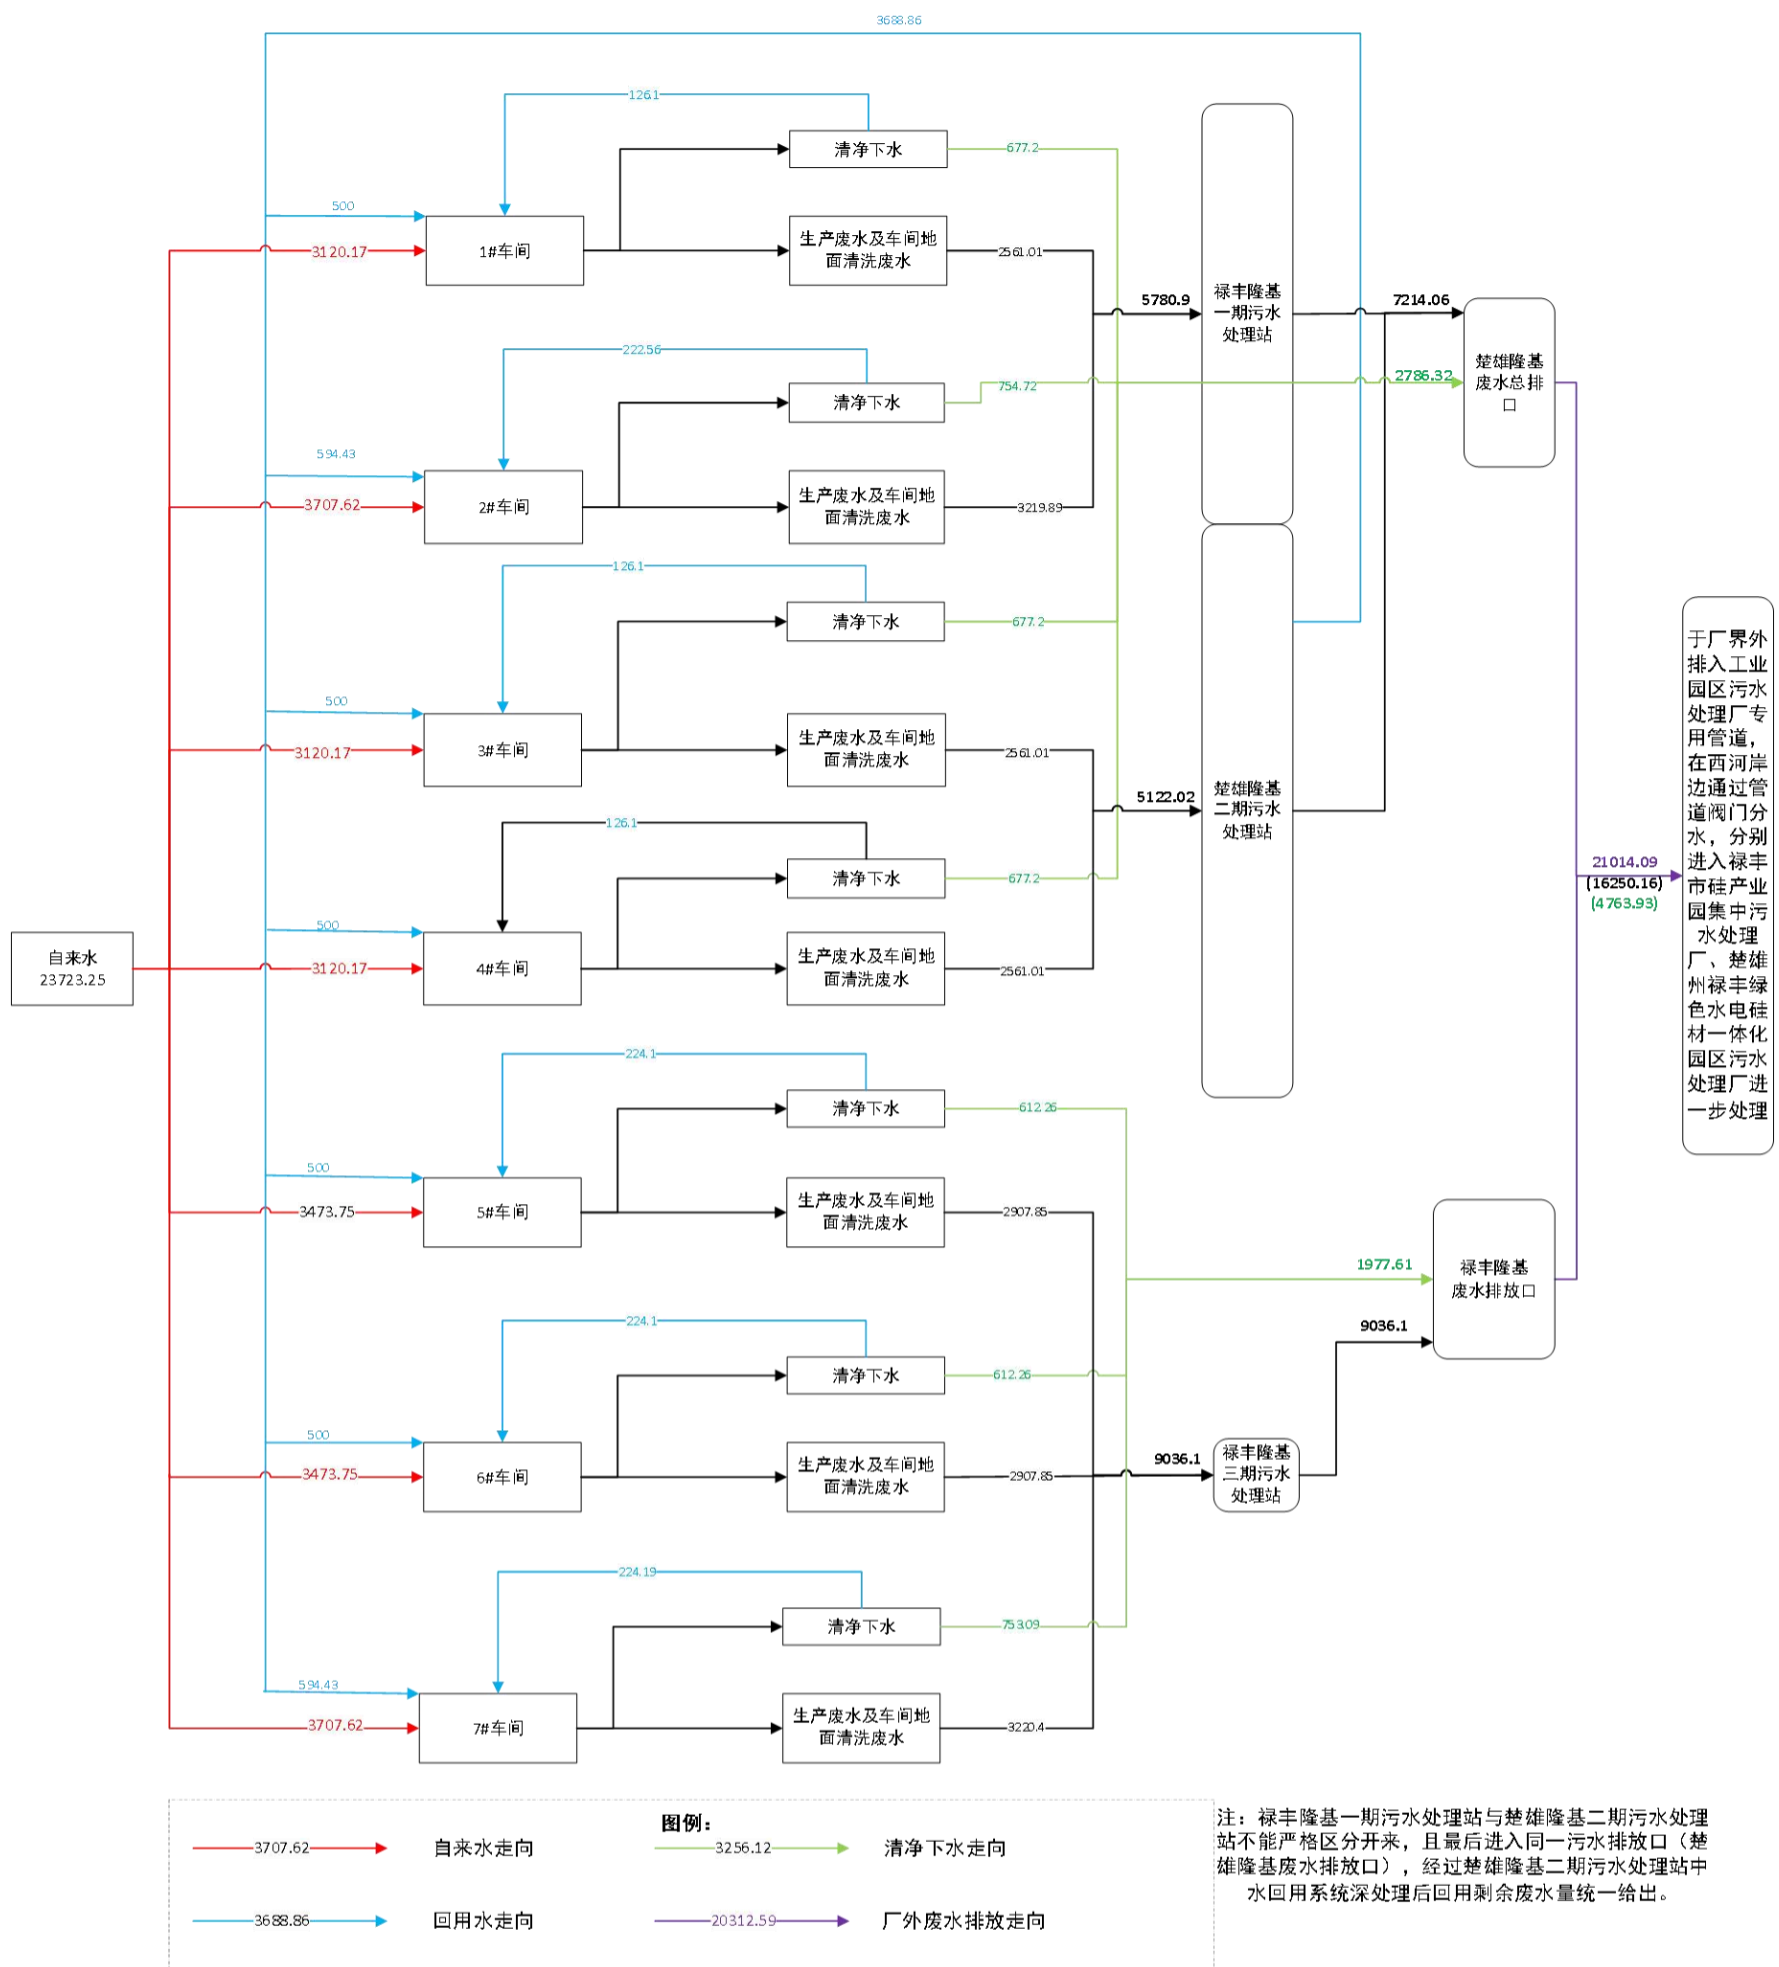 3688.86
126.1
清净下水
677.2
500
3120.17
1#车间
生产废水及车间地
面清洗废水
2561.01
5780.9
禄丰隆基
一期污水
处理站
7214.06
222.56
清净下水
754.72
2786.32
楚雄隆基
废水总排
口
594.43
3707.62
2#车间
生产废水及车间地
面清洗废水
3219.89
126.1
清净下水
677.2
500
3120.17
3#车间
生产废水及车间地
面清洗废水
2561.01
5122.02
楚雄隆基
二期污水
处理站
126.1
清净下水
677.2
500
3120.17
4#车间
生产废水及车间地
面清洗废水
2561.01
自来水
23723.25
于厂界外
排入工业
园区污水
处理厂专
用管道，
在西河岸
边通过管
道阀门分
水，分别
进入禄丰
市硅产业
园集中污
水处理
厂、楚雄
州禄丰绿
色水电硅
材一体化
园区污水
处理厂进
一步处理
21014.09
(16250.16)
(4763.93)
224.1
清净下水
612.26
500
3473.75
5#车间
生产废水及车间地
面清洗废水
2907.85
1977.61
禄丰隆基
废水排放口
9036.1
224.1
清净下水
612.26
500
3473.75
6#车间
生产废水及车间地
面清洗废水
2907.85
9036.1
禄丰隆基
三期污水
处理站
224.19
清净下水
753.09
594.43
3707.62
7#车间
生产废水及车间地
面清洗废水
3220.4
图例：
3707.62
自来水走向
3256.12
清净下水走向
3688.86
回用水走向
20312.59
厂外废水排放走向
注：禄丰隆基一期污水处理站与楚雄隆基二期污水处理
站不能严格区分开来，且最后进入同一污水排放口（楚
雄隆基废水排放口），经过楚雄隆基二期污水处理站中
水回用系统深处理后回用剩余废水量统一给出。